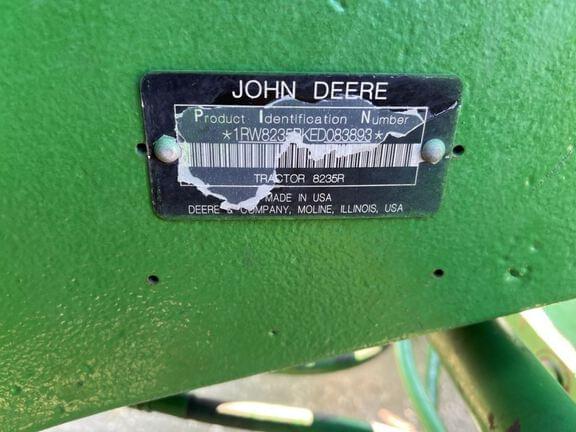 JOHN DEERE
Product Identification Number
*1RW8235RKED083893*
TRACTOR 8235R
MADE IN USA
DEERE & COMPANY, MOLINE, ILLINOIS, USA